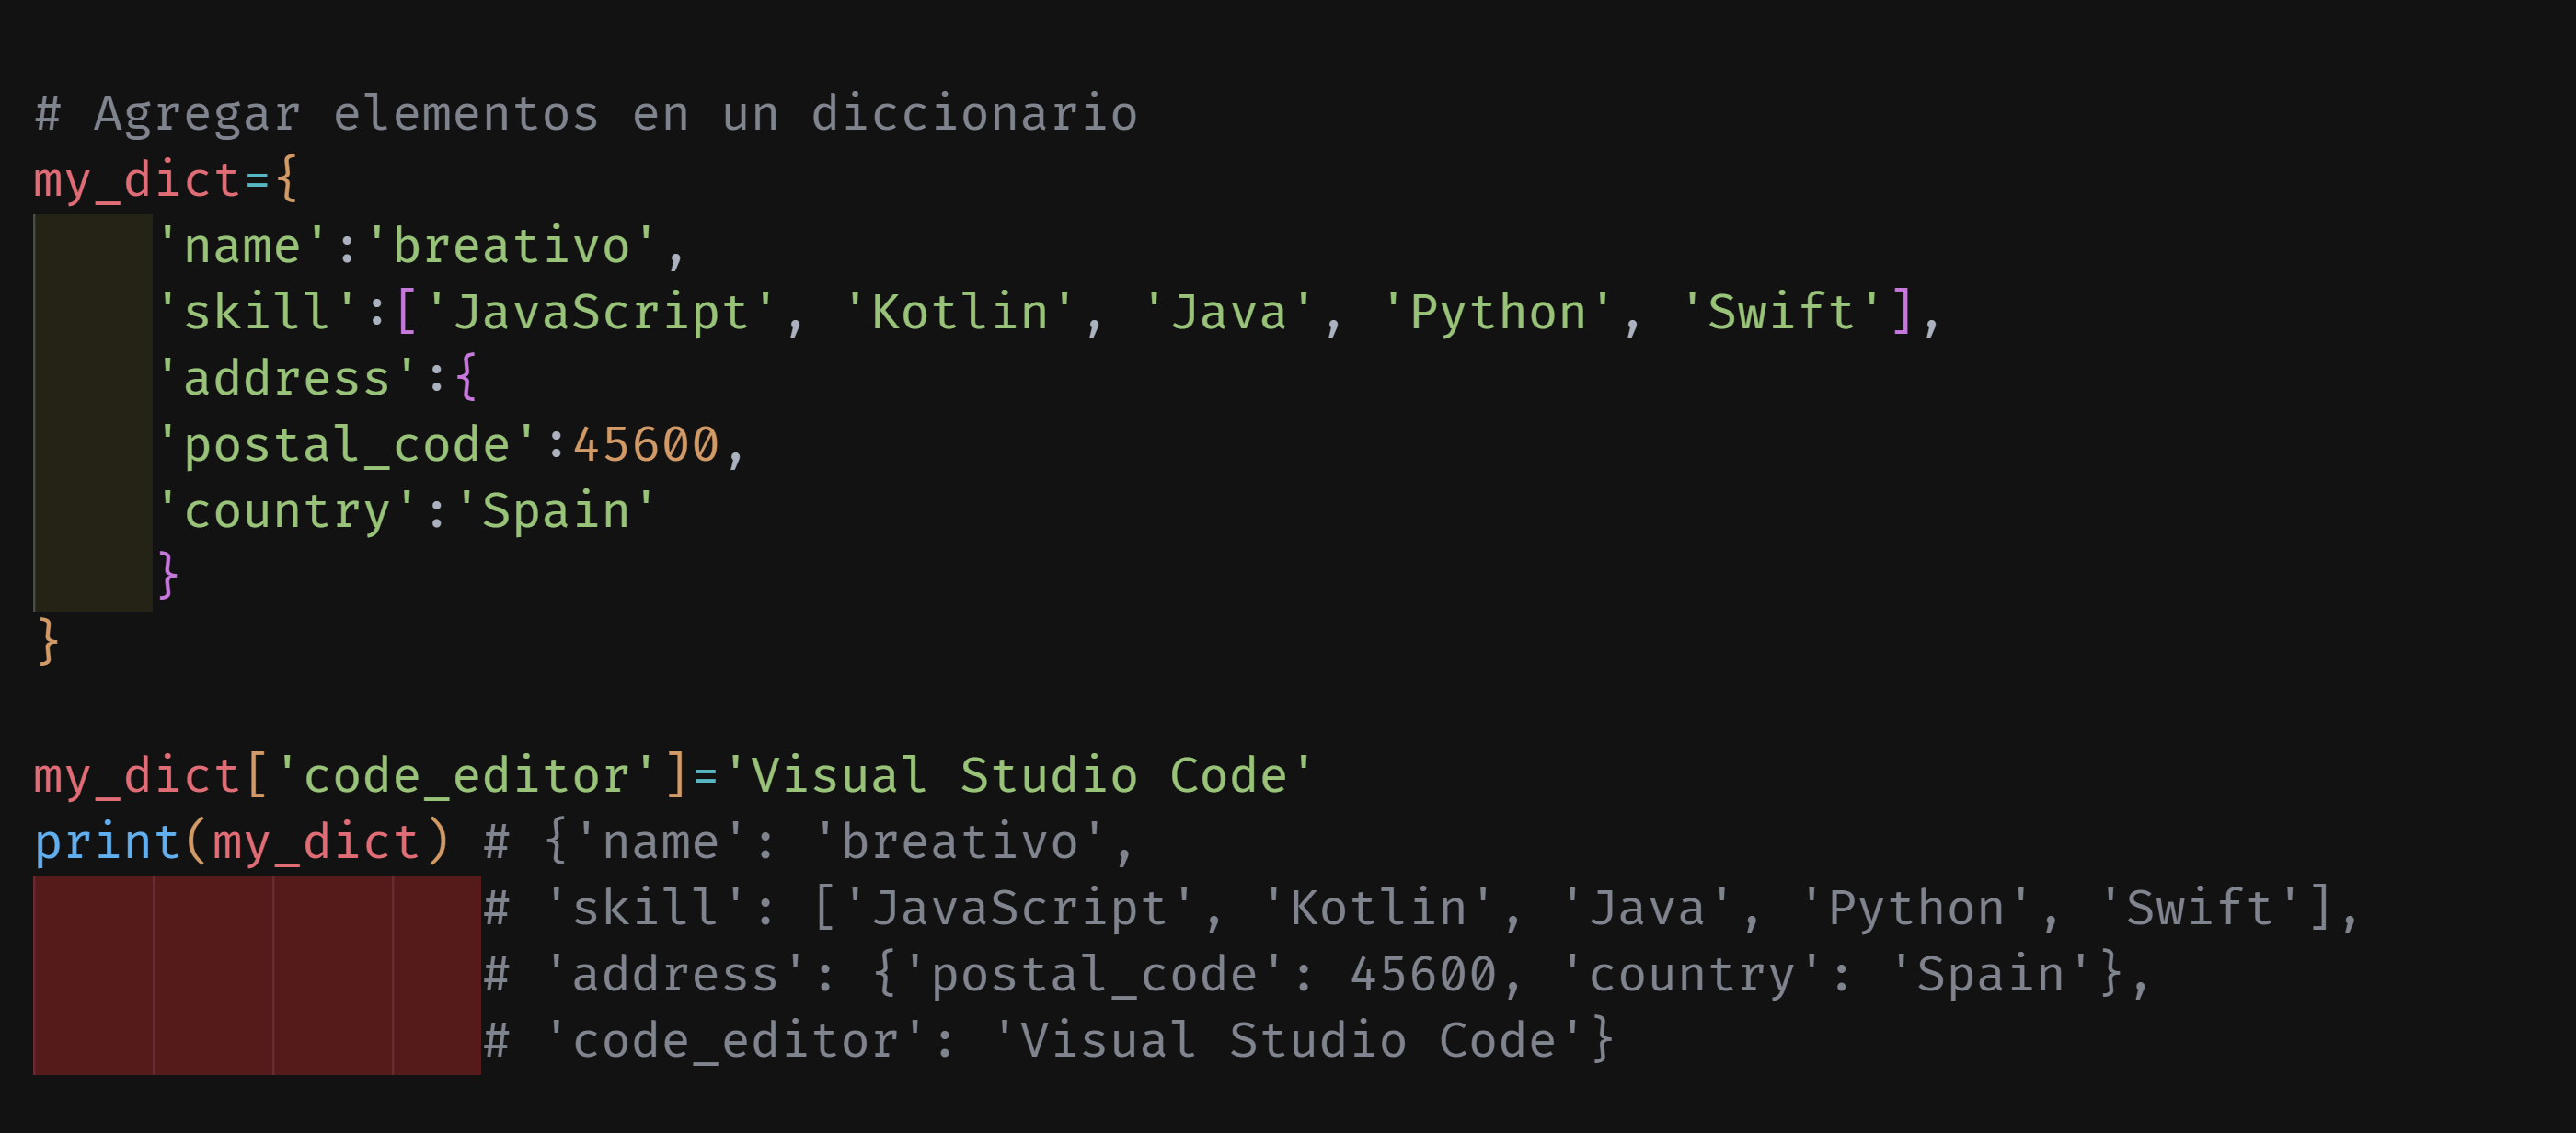 # Agregar elementos en un diccionario
my_dict={
    'name':'breativo',
    'skill':['JavaScript', 'Kotlin', 'Java', 'Python', 'Swift'],
    'address':{
    'postal_code':45600,
    'country':'Spain'
    }
}
my_dict['code_editor']='Visual Studio Code'
print(my_dict) # {'name': 'breativo',
               # 'skill': ['JavaScript', 'Kotlin', 'Java', 'Python', 'Swift'],
               # 'address': {'postal_code': 45600, 'country': 'Spain'},
               # 'code_editor': 'Visual Studio Code'}